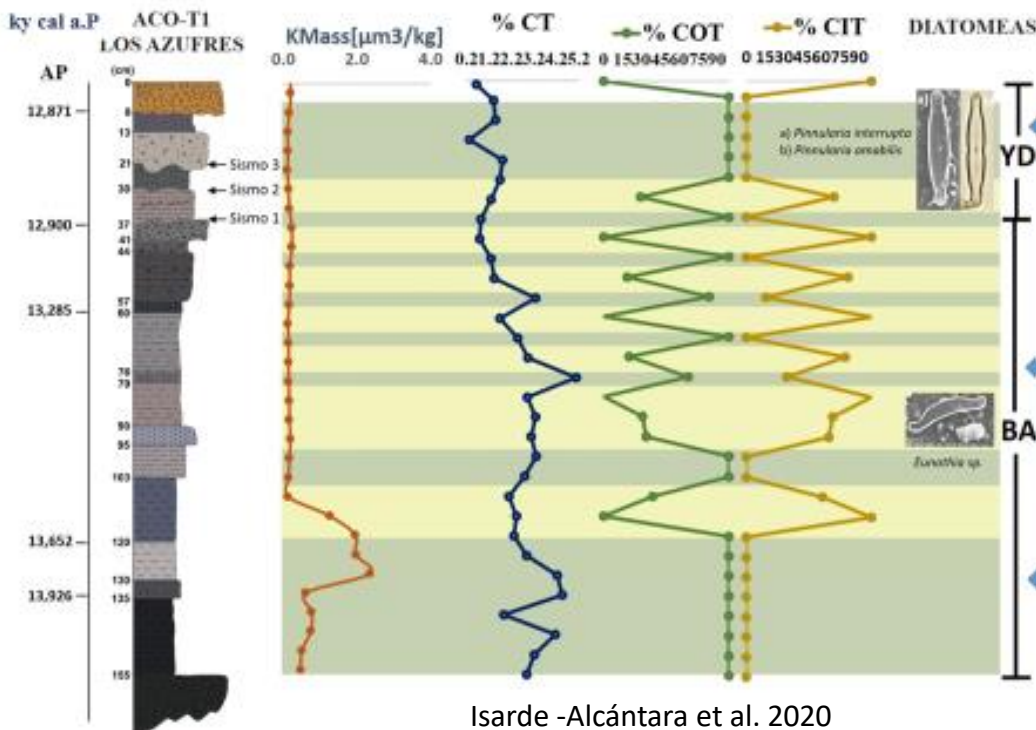 ky cal a.P
ACO-T1
LOS AZUFRES
KMass[µm3/kg]
% CT
% COT
% CIT
DIATOMEAS
AP
(cm)
0.0 2.0 4.0
0.21.22.23.24.25.2
0 153045607590
0 153045607590
0
12,871
8
13
a) Pinnularia interrupta
b) Pinnularia amabilis
YD
21
Sismo 3
30
Sismo 2
Sismo 1
12,900
37
41
44
57
13,285
60
76
79
90
95
BA
Eunothia sp.
103
13,652
120
130
13,926
135
155
Isarde -Alcántara et al. 2020